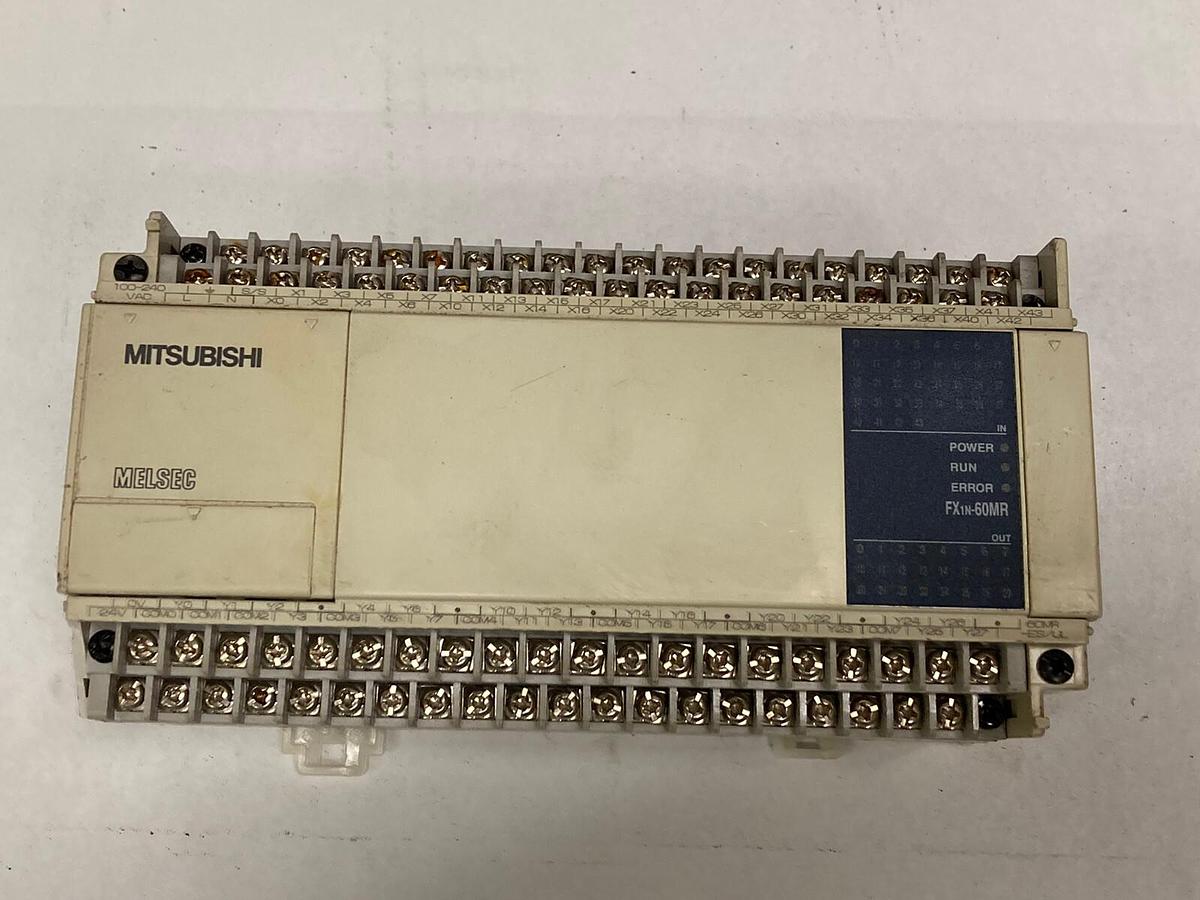 100-240
VAC L N S/S X1 X3 X5 X7 X11 X13 X15 X17 X21 X23 X25 X37 X41 X43
X0 X2 X4 X6 X10 X12 X14 X16 X20 X22 X24 X26 X30 X32 X34 X36 X40 X42
MITSUBISHI
MELSEC
IN
POWER
RUN
ERROR
FX1N-60MR
OUT
0 1 2 3 4 5 6 7
0V Y0 Y1 Y2 Y4 Y6 Y10 Y12 Y14 Y16 Y20 Y22 Y24 Y26 60MR
24V COM0 COM1 COM2 Y3 COM3 Y5 Y7 COM4 Y11 Y13 COM5 Y15 Y17 COM6 Y21 Y23 COM7 Y25 Y27 -ES/UL